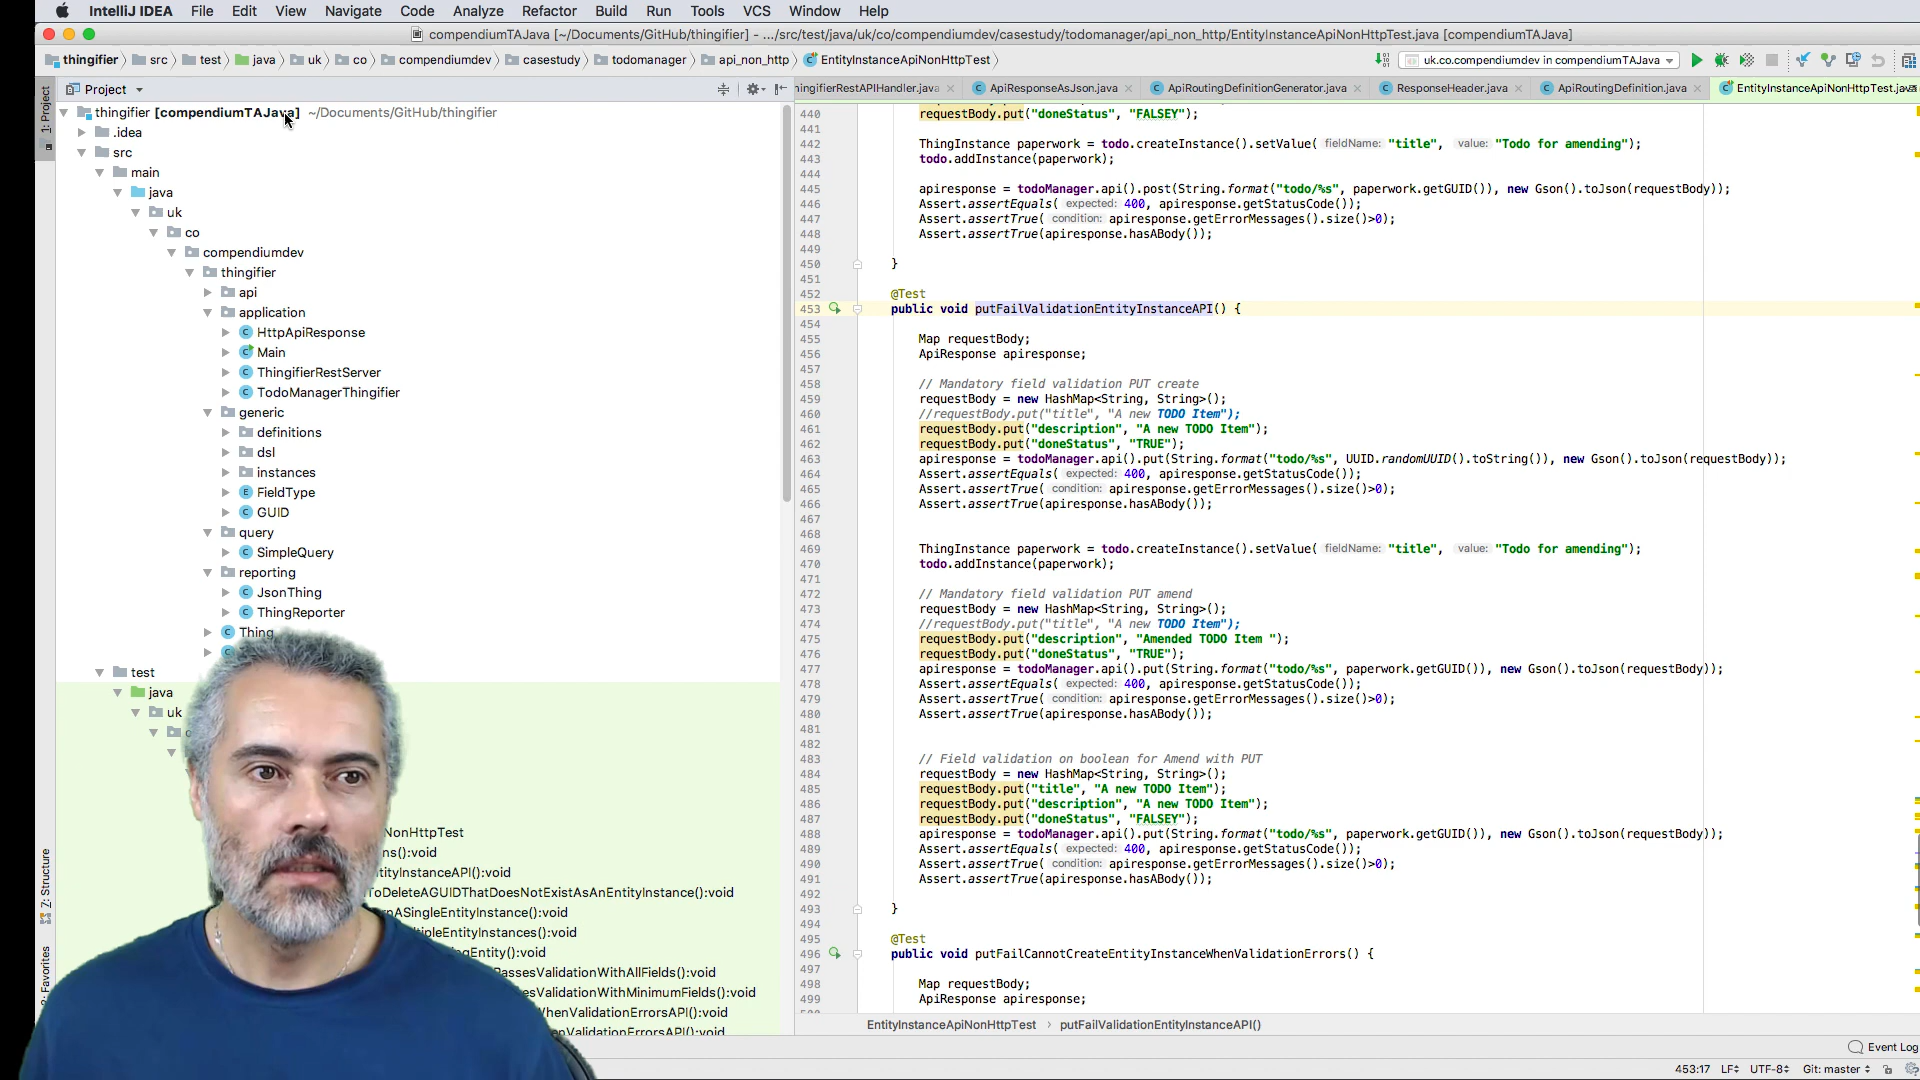 IntelliJ IDEA File Edit View Navigate Code Analyze Refactor Build Run Tools VCS Window Help
compendiumTAJava [~/Documents/GitHub/thingifier] - .../src/test/java/uk/co/compendiumdev/casestudy/todomanager/api_non_http/EntityInstanceApiNonHttpTest.java [compendiumTAJava]
thingifier src test java uk co compendiumdev casestudy todomanager api_non_http EntityInstanceApiNonHttpTest uk.co.compendiumdev in compendiumTAJava
Project
ingifierRestAPIHandler.java ApiResponseAsJson.java ApiRoutingDefinitionGenerator.java ResponseHeader.java ApiRoutingDefinition.java EntityInstanceApiNonHttpTest.java
1: Project
7: Structure
Favorites
thingifier [compendiumTAJava] ~/Documents/GitHub/thingifier
.idea
src
main
java
uk
co
compendiumdev
thingifier
api
application
HttpApiResponse
Main
ThingifierRestServer
TodoManagerThingifier
generic
definitions
dsl
instances
FieldType
GUID
query
SimpleQuery
reporting
JsonThing
ThingReporter
Thing
test
java
uk
NonHttpTest
ns():void
tityInstanceAPI():void
ToDeleteAGUIDThatDoesNotExistAsAnEntityInstance():void
rnASingleEntityInstance():void
tipleEntityInstances():void
ngEntity():void
PassesValidationWithAllFields():void
esValidationWithMinimumFields():void
WhenValidationErrorsAPI():void
enValidationErrorsAPI():void
440 requestBody.put("doneStatus", "FALSEY");
441
442 ThingInstance paperwork = todo.createInstance().setValue( fieldName: "title", value: "Todo for amending");
443 todo.addInstance(paperwork);
444
445 apiresponse = todoManager.api().post(String.format("todo/%s", paperwork.getGUID()), new Gson().toJson(requestBody));
446 Assert.assertEquals( expected: 400, apiresponse.getStatusCode());
447 Assert.assertTrue( condition: apiresponse.getErrorMessages().size()>0);
448 Assert.assertTrue(apiresponse.hasABody());
449
450 }
451
452 @Test
453 public void putFailValidationEntityInstanceAPI() {
454
455 Map requestBody;
456 ApiResponse apiresponse;
457
458 // Mandatory field validation PUT create
459 requestBody = new HashMap<String, String>();
460 //requestBody.put("title", "A new TODO Item");
461 requestBody.put("description", "A new TODO Item");
462 requestBody.put("doneStatus", "TRUE");
463 apiresponse = todoManager.api().put(String.format("todo/%s", UUID.randomUUID().toString()), new Gson().toJson(requestBody));
464 Assert.assertEquals( expected: 400, apiresponse.getStatusCode());
465 Assert.assertTrue( condition: apiresponse.getErrorMessages().size()>0);
466 Assert.assertTrue(apiresponse.hasABody());
467
468
469 ThingInstance paperwork = todo.createInstance().setValue( fieldName: "title", value: "Todo for amending");
470 todo.addInstance(paperwork);
471
472 // Mandatory field validation PUT amend
473 requestBody = new HashMap<String, String>();
474 //requestBody.put("title", "A new TODO Item");
475 requestBody.put("description", "Amended TODO Item ");
476 requestBody.put("doneStatus", "TRUE");
477 apiresponse = todoManager.api().put(String.format("todo/%s", paperwork.getGUID()), new Gson().toJson(requestBody));
478 Assert.assertEquals( expected: 400, apiresponse.getStatusCode());
479 Assert.assertTrue( condition: apiresponse.getErrorMessages().size()>0);
480 Assert.assertTrue(apiresponse.hasABody());
481
482
483 // Field validation on boolean for Amend with PUT
484 requestBody = new HashMap<String, String>();
485 requestBody.put("title", "A new TODO Item");
486 requestBody.put("description", "A new TODO Item");
487 requestBody.put("doneStatus", "FALSEY");
488 apiresponse = todoManager.api().put(String.format("todo/%s", paperwork.getGUID()), new Gson().toJson(requestBody));
489 Assert.assertEquals( expected: 400, apiresponse.getStatusCode());
490 Assert.assertTrue( condition: apiresponse.getErrorMessages().size()>0);
491 Assert.assertTrue(apiresponse.hasABody());
492
493 }
494
495 @Test
496 public void putFailCannotCreateEntityInstanceWhenValidationErrors() {
497
498 Map requestBody;
499 ApiResponse apiresponse;
EntityInstanceApiNonHttpTest putFailValidationEntityInstanceAPI()
Event Log
453:17 LF UTF-8 Git: master